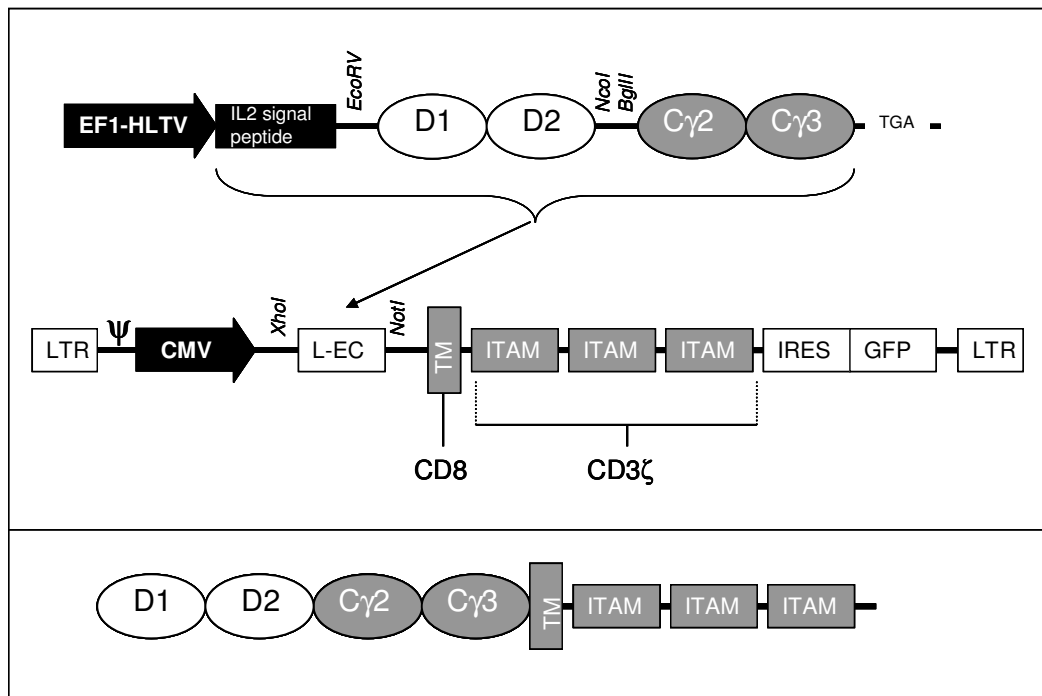 EcoRV
NcoI
BglII
EF1-HLTV
IL2 signal
peptide
D1
D2
Cγ2
Cγ3
TGA
XhoI
NotI
LTR
Ψ
CMV
L-EC
TM
ITAM
ITAM
ITAM
IRES
GFP
LTR
CD8
CD3ζ
D1
D2
Cγ2
Cγ3
TM
ITAM
ITAM
ITAM